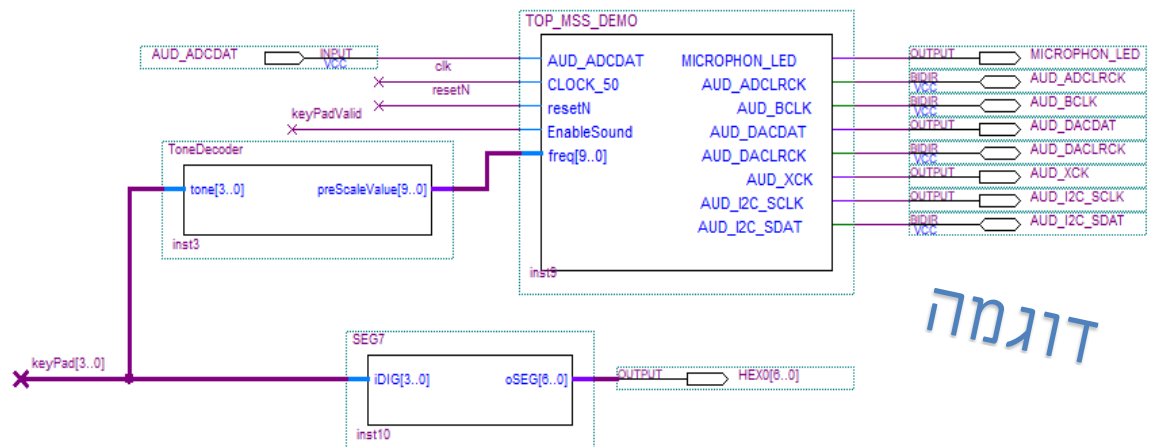 TOP_MSS_DEMO
AUD_ADCDAT INPUT VCC
clk
resetN
keyPadValid
AUD_ADCDAT MICROPHON_LED
CLOCK_50 AUD_ADCLRCK
resetN AUD_BCLK
EnableSound AUD_DACDAT
freq[9..0] AUD_DACLRCK
AUD_XCK
AUD_I2C_SCLK
AUD_I2C_SDAT
inst9
OUTPUT MICROPHON_LED
BIDIR VCC AUD_ADCLRCK
BIDIR VCC AUD_BCLK
OUTPUT AUD_DACDAT
BIDIR VCC AUD_DACLRCK
OUTPUT AUD_XCK
OUTPUT AUD_I2C_SCLK
BIDIR VCC AUD_I2C_SDAT
ToneDecoder
tone[3..0] preScaleValue[9..0]
inst3
דוגמה
SEG7
keyPad[3..0]
iDIG[3..0] oSEG[6..0]
OUTPUT HEX0[6..0]
inst10